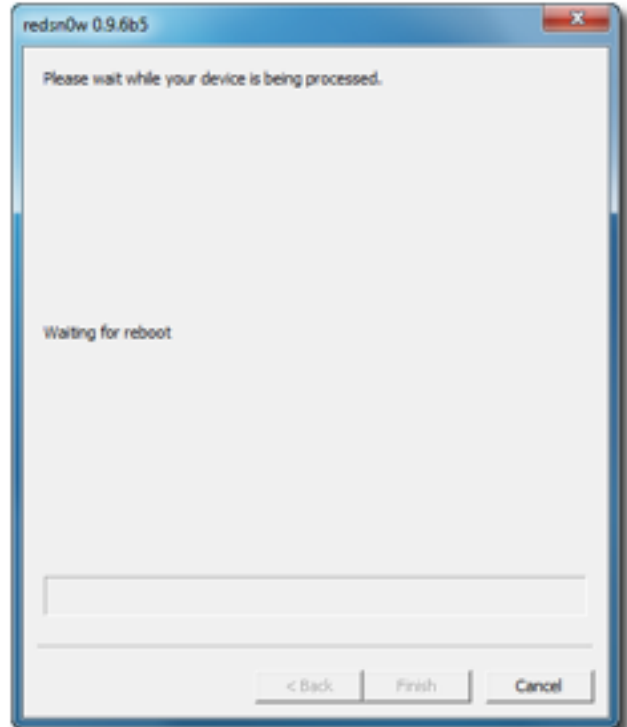 redsn0w 0.9.6b5
Please wait while your device is being processed.
Waiting for reboot
< Back
Finish
Cancel